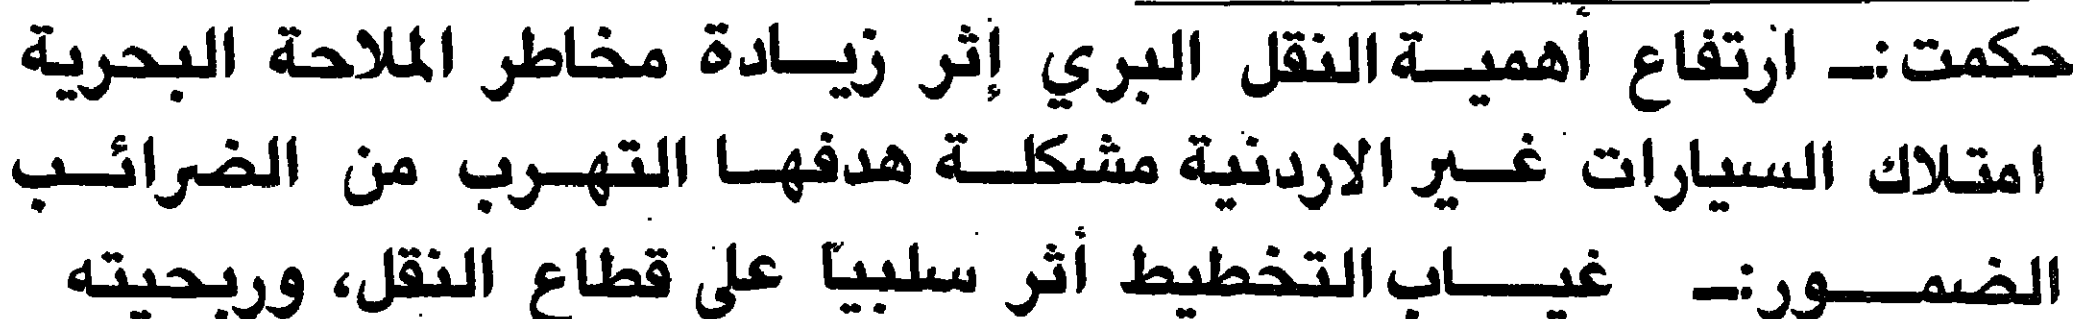 حكمت:ـ ارتفاع أهميـة النقل البري إثر زيـادة مخاطر الملاحة البحرية
امتلاك السيارات غـير الاردنية مشكلـة هدفهـا التهـرب من الضرائـب
الضمـور:ـ غيـاب التخطيط أثر سلبياً على قطاع النقل، وربحيته